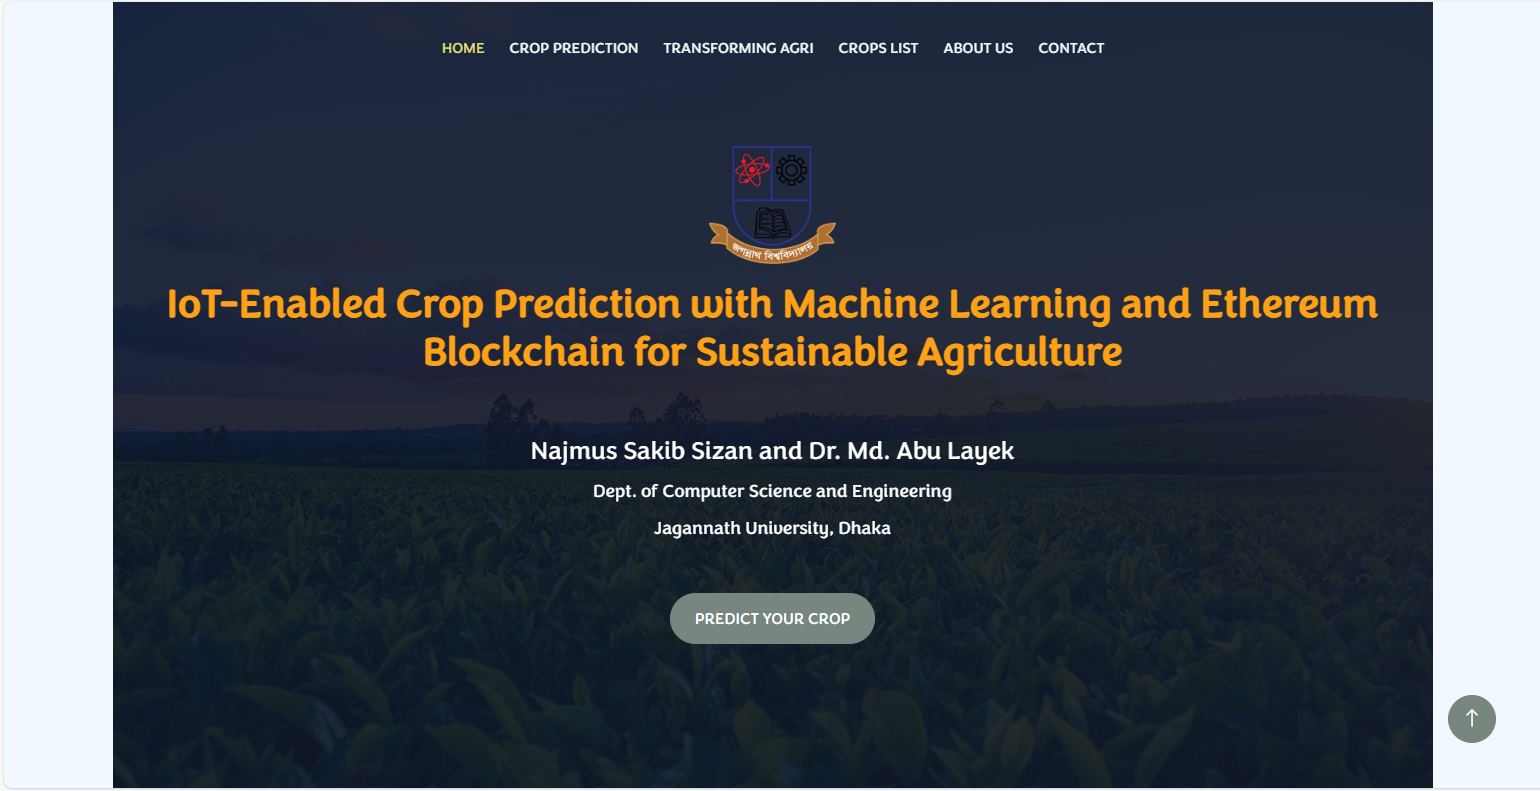 HOME CROP PREDICTION TRANSFORMING AGRI CROPS LIST ABOUT US CONTACT
জগন্নাথ বিশ্ববিদ্যালয়
IoT-Enabled Crop Prediction with Machine Learning and Ethereum
Blockchain for Sustainable Agriculture
Najmus Sakib Sizan and Dr. Md. Abu Layek
Dept. of Computer Science and Engineering
Jagannath University, Dhaka
PREDICT YOUR CROP